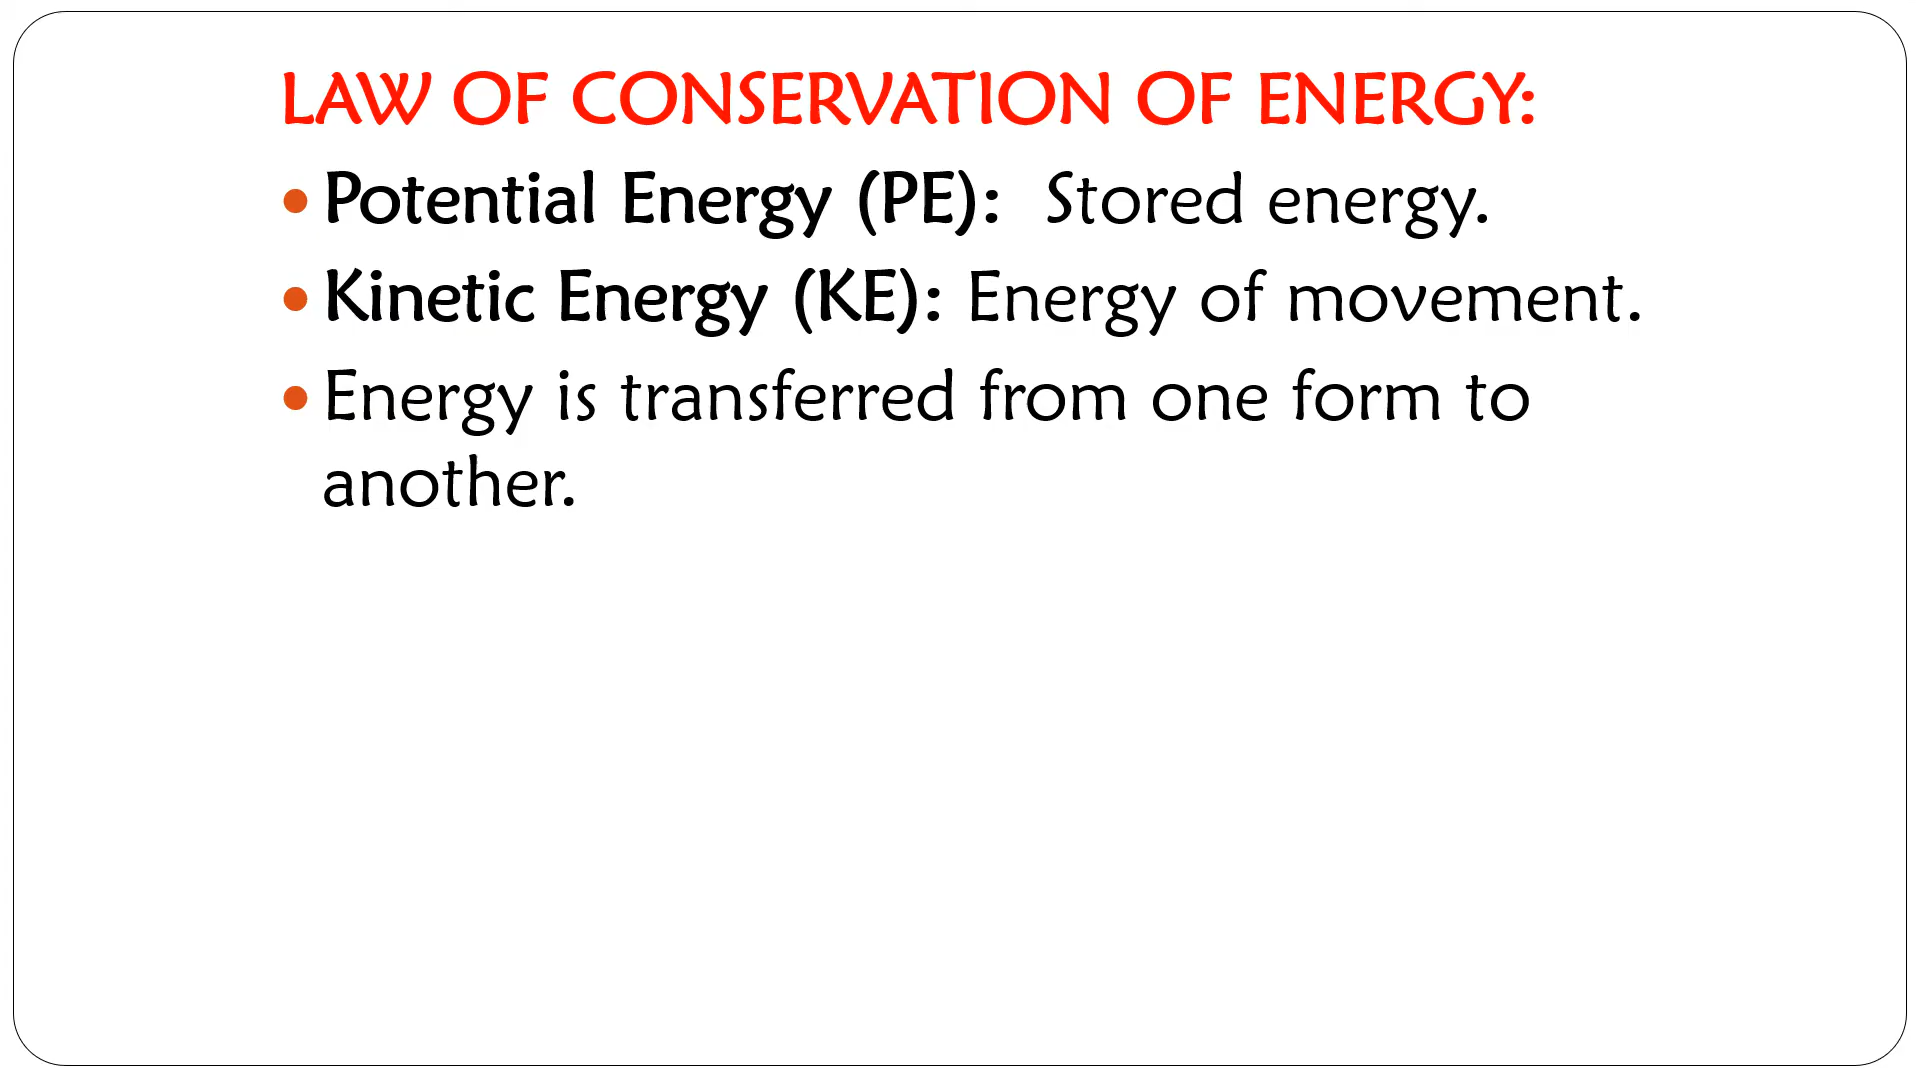 LAW OF CONSERVATION OF ENERGY:
• Potential Energy (PE):  Stored energy.
• Kinetic Energy (KE): Energy of movement.
• Energy is transferred from one form to
another.